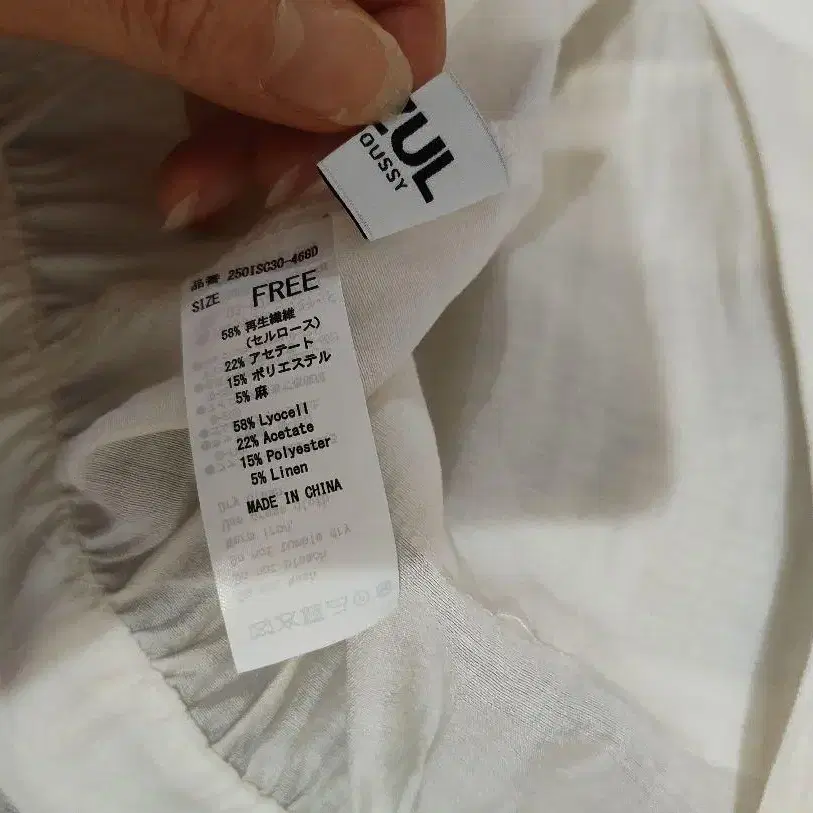 ZUL
OUSSY
品番 250ISC30-468D
SIZE FREE
58% 再生繊維
(セルロース)
22% アセテート
15% ポリエステル
5% 麻
58% Lyocell
22% Acetate
15% Polyester
5% Linen
MADE IN CHINA